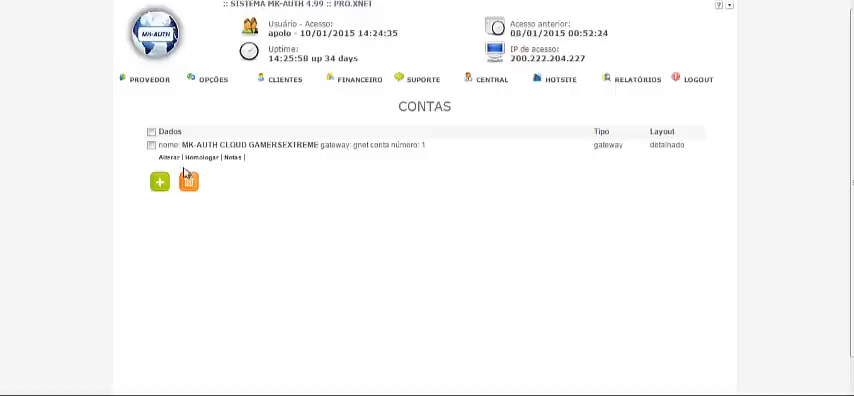 :: SISTEMA MK-AUTH 4.99 :: PRO.XNET
MK-AUTH
Usuário - Acesso:
apolo - 10/01/2015 14:24:35
Acesso anterior:
08/01/2015 00:52:24
Uptime:
14:25:58 up 34 days
IP de acesso:
200.222.204.227
PROVEDOR OPÇÕES CLIENTES FINANCEIRO SUPORTE CENTRAL HOTSITE RELATÓRIOS LOGOUT
CONTAS
Dados Tipo Layout
nome: MK-AUTH CLOUD GAMERSEXTREME gateway: gnet conta número: 1 gateway detalhado
Alterar | Homologar | Notas |